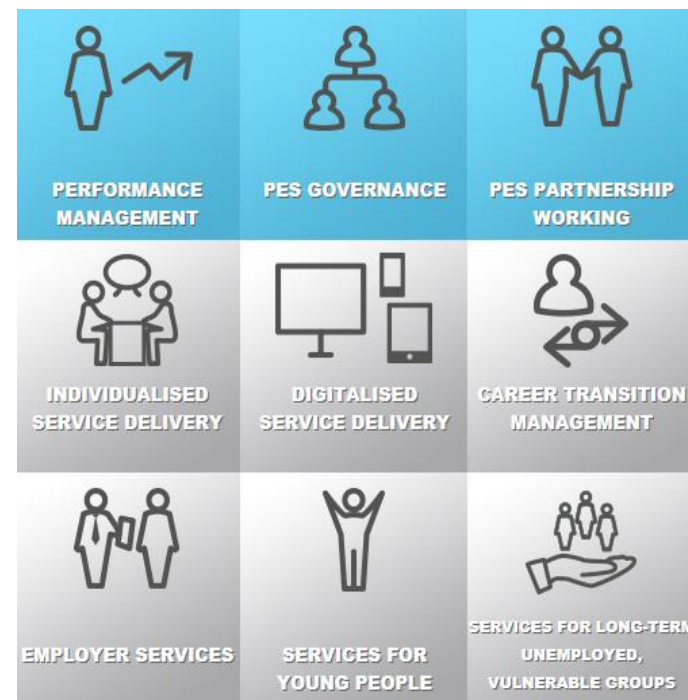 PERFORMANCE
MANAGEMENT
PES GOVERNANCE
PES PARTNERSHIP
WORKING
INDIVIDUALISED
SERVICE DELIVERY
DIGITALISED
SERVICE DELIVERY
CAREER TRANSITION
MANAGEMENT
EMPLOYER SERVICES
SERVICES FOR
YOUNG PEOPLE
SERVICES FOR LONG-TERM
UNEMPLOYED,
VULNERABLE GROUPS